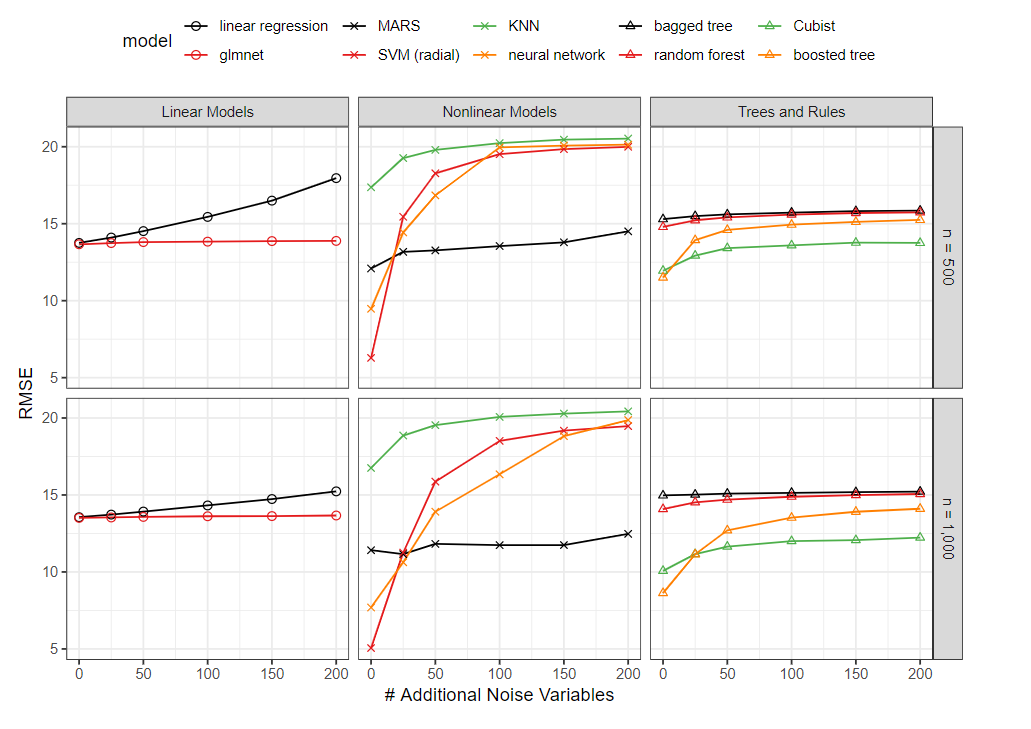 model
linear regression MARS KNN bagged tree Cubist
glmnet SVM (radial) neural network random forest boosted tree
Linear Models Nonlinear Models Trees and Rules
20
15
10
5
n = 500
RMSE
20
15
10
5
n = 1,000
0 50 100 150 200 0 50 100 150 200 0 50 100 150 200
# Additional Noise Variables